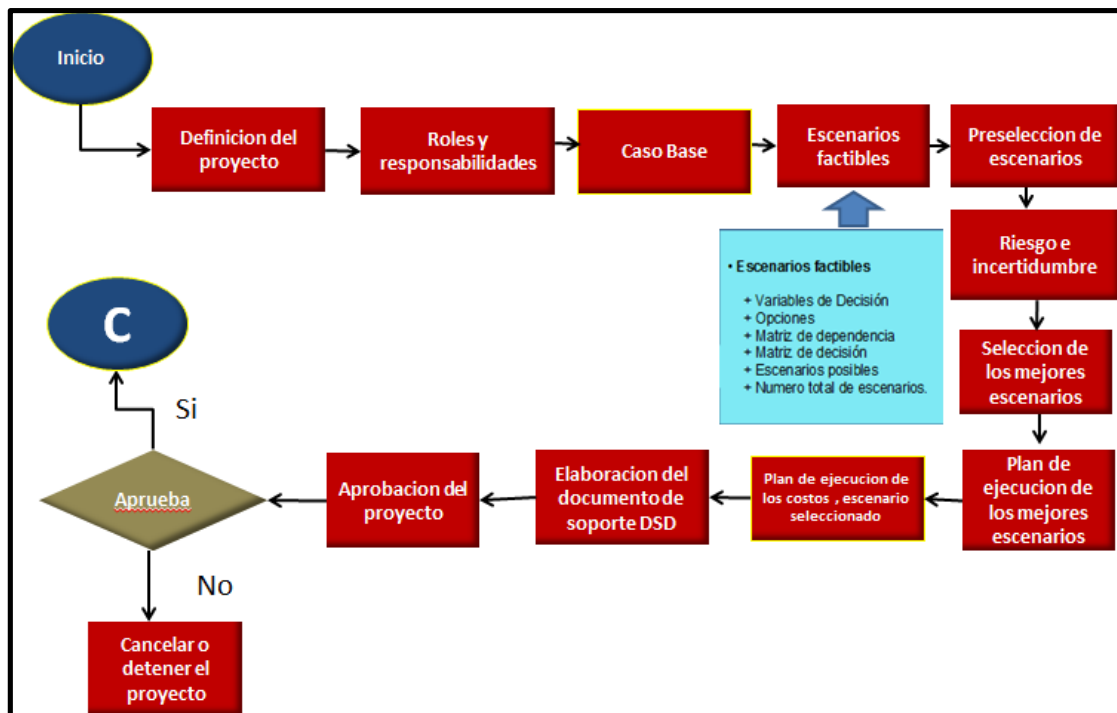 Inicio
Definicion del
proyecto
Roles y
responsabilidades
Caso Base
Escenarios
factibles
Preseleccion de
escenarios
Riesgo e
incertidumbre
• Escenarios factibles
+ Variables de Decisión
+ Opciones
+ Matriz de dependencia
+ Matriz de decisión
+ Escenarios posibles
+ Numero total de escenarios.
Seleccion de
los mejores
escenarios
Plan de
ejecucion de
los mejores
escenarios
Plan de ejecucion de
los costos , escenario
seleccionado
Elaboracion del
documento de
soporte DSD
Aprobacion del
proyecto
Aprueba
Si
C
No
Cancelar o
detener el
proyecto